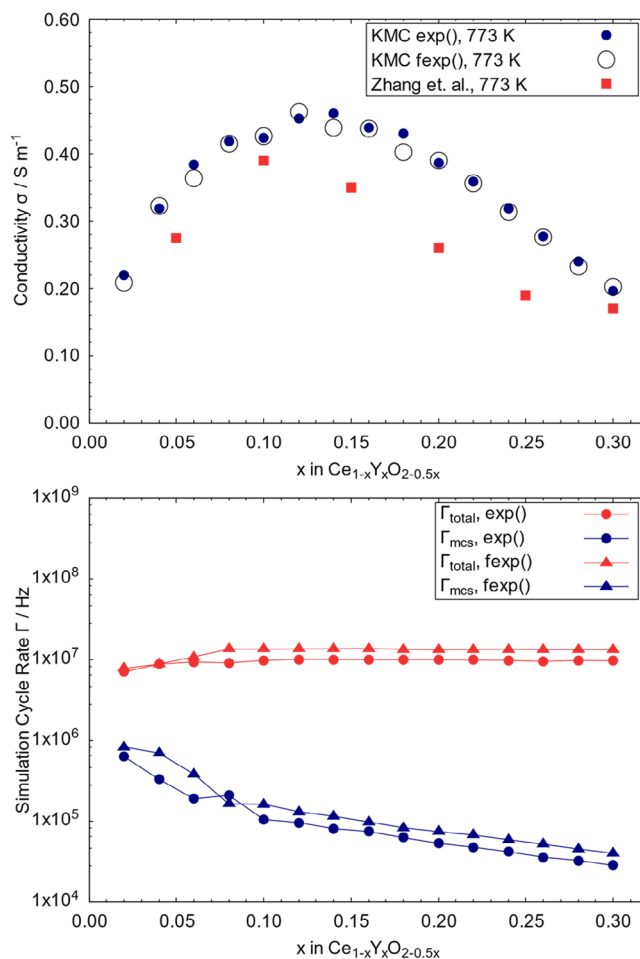 0.60
0.50
0.40
0.30
0.20
0.10
0.00
Conductivity σ / S m⁻¹
KMC exp(), 773 K
KMC fexp(), 773 K
Zhang et. al., 773 K
0.00 0.05 0.10 0.15 0.20 0.25 0.30
x in Ce₁₋ₓYₓO₂₋₀.₅ₓ
1x10⁹
1x10⁸
1x10⁷
1x10⁶
1x10⁵
1x10⁴
Simulation Cycle Rate Γ / Hz
Γtotal, exp()
Γmcs, exp()
Γtotal, fexp()
Γmcs, fexp()
0.00 0.05 0.10 0.15 0.20 0.25 0.30
x in Ce₁₋ₓYₓO₂₋₀.₅ₓ